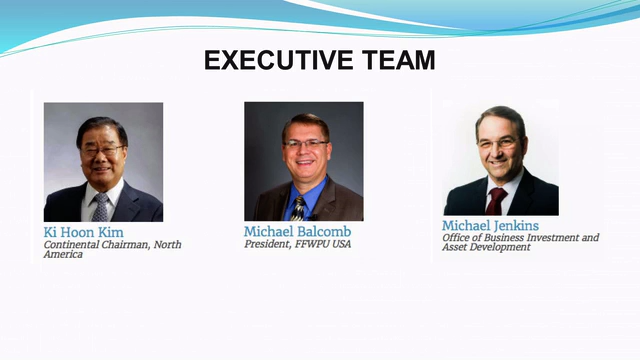 EXECUTIVE TEAM
Ki Hoon Kim
Continental Chairman, North
America
Michael Balcomb
President, FFWPU USA
Michael Jenkins
Office of Business Investment and
Asset Development